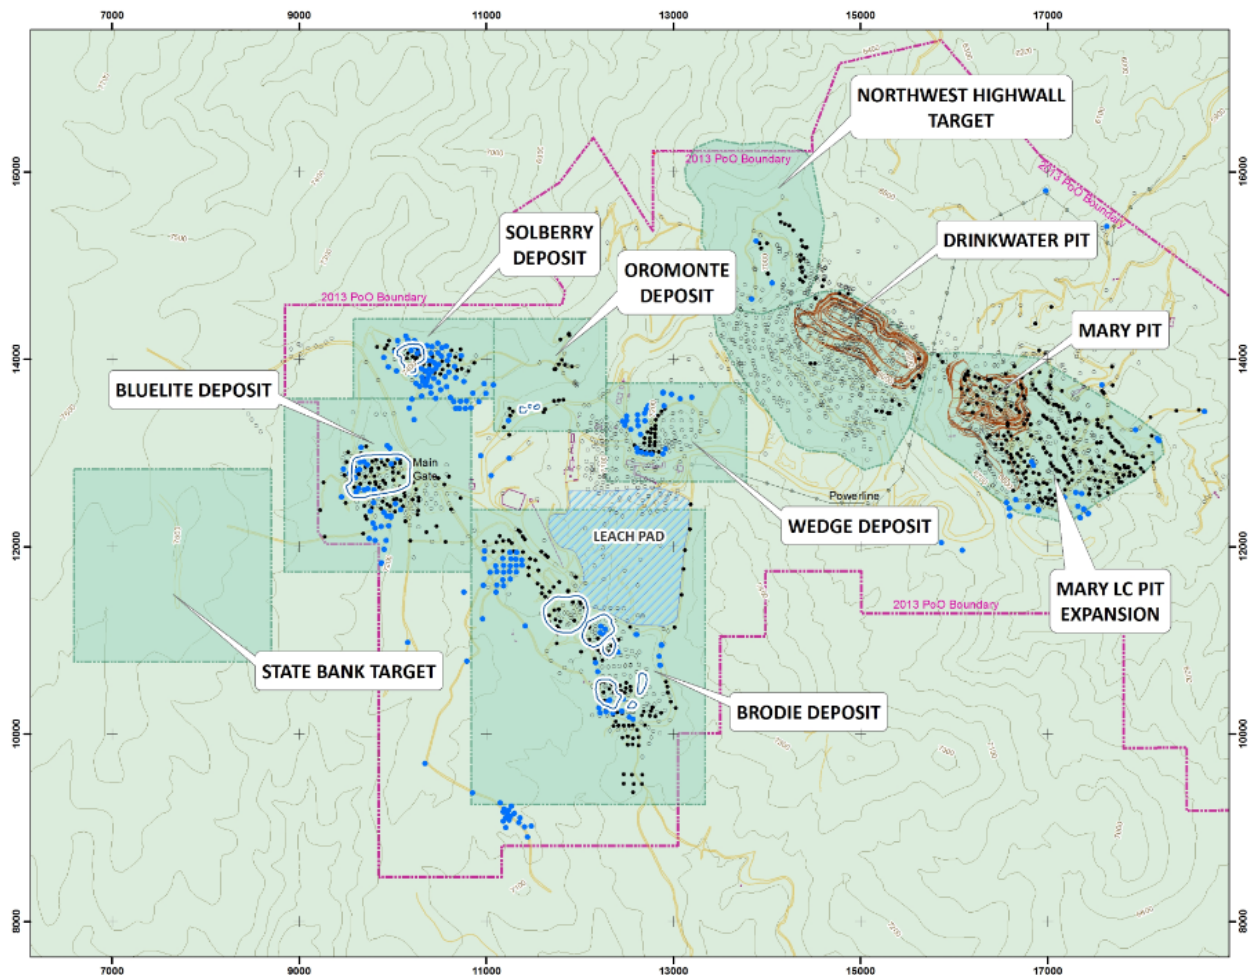 7000 9000 11000 13000 15000 17000
NORTHWEST HIGHWALL
TARGET
16000
2013 PoO Boundary
16000
2013 PoO Boundary
SOLBERRY
DEPOSIT
DRINKWATER PIT
OROMONTE
DEPOSIT
2013 PoO Boundary
MARY PIT
14000
14000
BLUELITE DEPOSIT
Main
Gate
Powerline
WEDGE DEPOSIT
LEACH PAD
12000
12000
MARY LC PIT
EXPANSION
2013 PoO Boundary
STATE BANK TARGET
BRODIE DEPOSIT
10000
10000
8000
8000
7000 9000 11000 13000 15000 17000